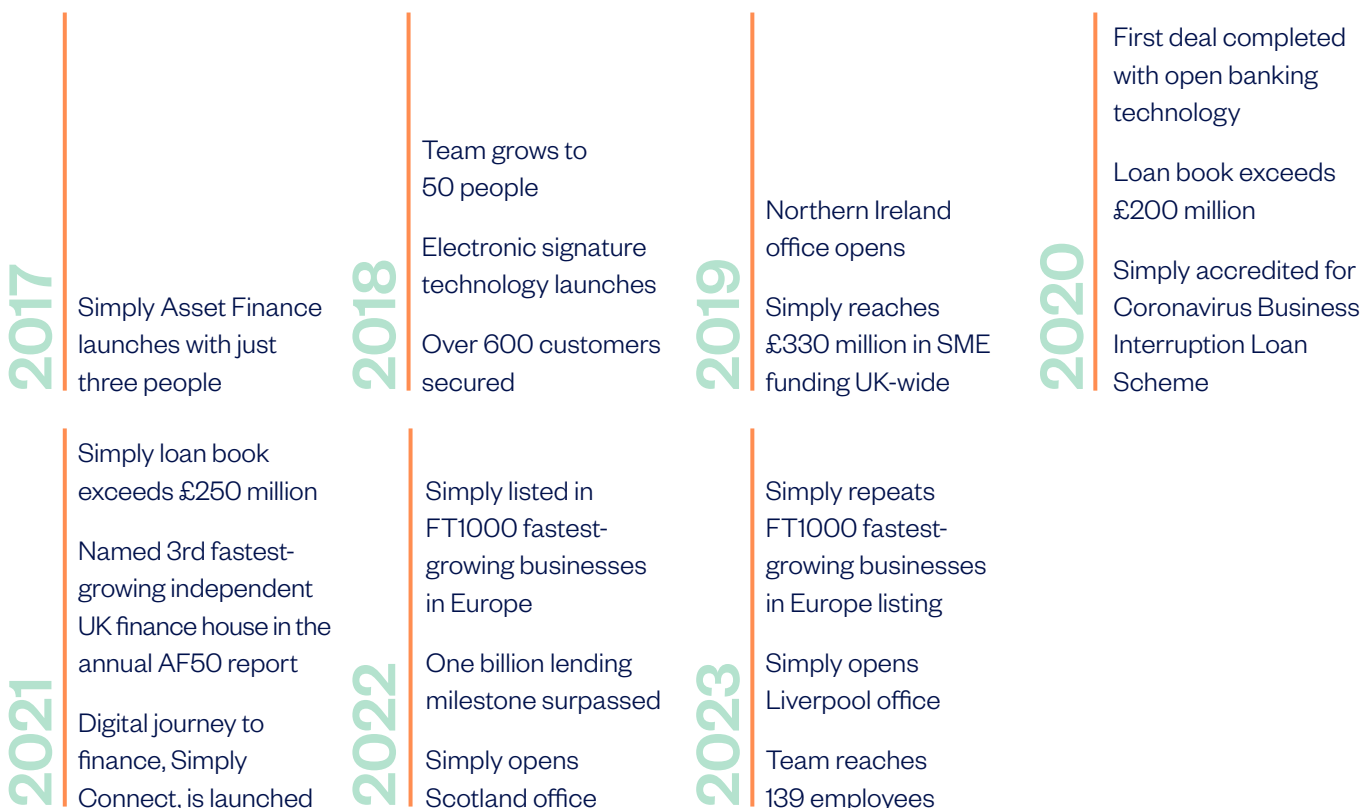 2017
Simply Asset Finance
launches with just
three people
2018
Team grows to
50 people
Electronic signature
technology launches
Over 600 customers
secured
2019
Northern Ireland
office opens
Simply reaches
£330 million in SME
funding UK-wide
2020
First deal completed
with open banking
technology
Loan book exceeds
£200 million
Simply accredited for
Coronavirus Business
Interruption Loan
Scheme
2021
Simply loan book
exceeds £250 million
Named 3rd fastest-
growing independent
UK finance house in the
annual AF50 report
Digital journey to
finance, Simply
Connect, is launched
2022
Simply listed in
FT1000 fastest-
growing businesses
in Europe
One billion lending
milestone surpassed
Simply opens
Scotland office
2023
Simply repeats
FT1000 fastest-
growing businesses
in Europe listing
Simply opens
Liverpool office
Team reaches
139 employees